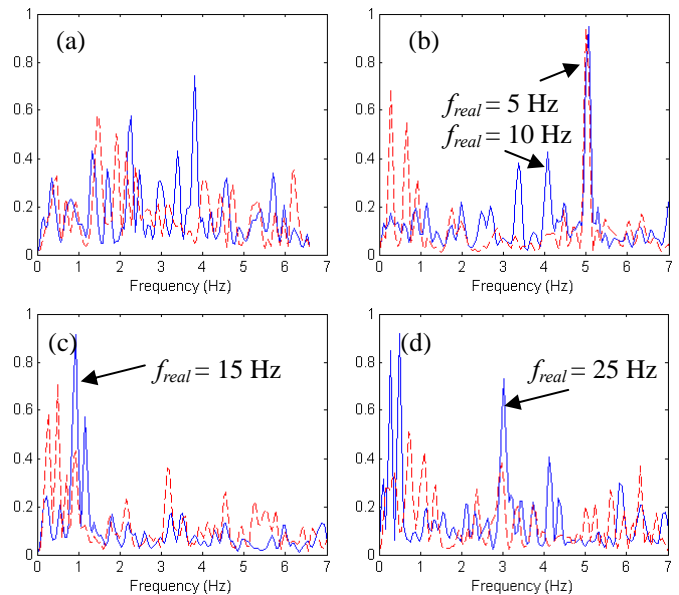 (a)
1
0.8
0.6
0.4
0.2
0
0 1 2 3 4 5 6 7
Frequency (Hz)
(b)
f_real = 5 Hz
f_real = 10 Hz
1
0.8
0.6
0.4
0.2
0
0 1 2 3 4 5 6 7
Frequency (Hz)
(c)
f_real = 15 Hz
1
0.8
0.6
0.4
0.2
0
0 1 2 3 4 5 6 7
Frequency (Hz)
(d)
f_real = 25 Hz
1
0.8
0.6
0.4
0.2
0
0 1 2 3 4 5 6 7
Frequency (Hz)